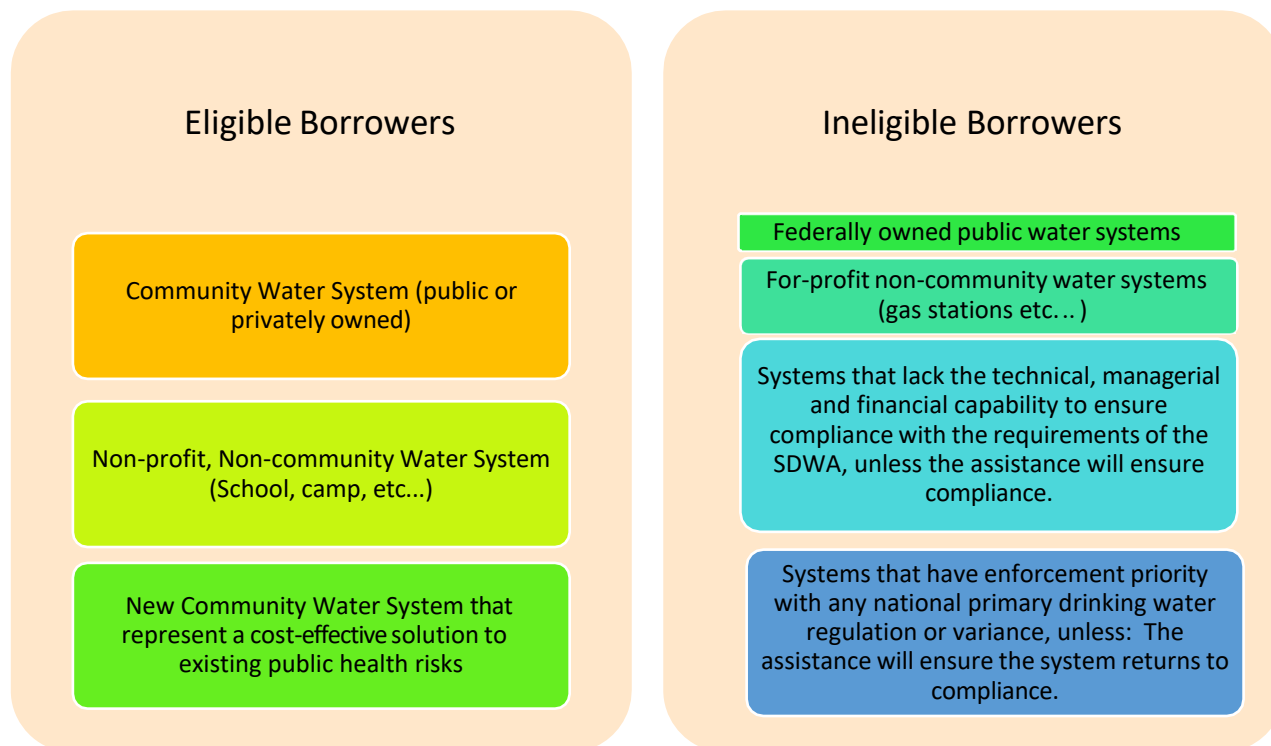 Eligible Borrowers
Community Water System (public or
privately owned)
Non-profit, Non-community Water System
(School, camp, etc...)
New Community Water System that
represent a cost-effective solution to
existing public health risks
Ineligible Borrowers
Federally owned public water systems
For-profit non-community water systems
(gas stations etc... )
Systems that lack the technical, managerial
and financial capability to ensure
compliance with the requirements of the
SDWA, unless the assistance will ensure
compliance.
Systems that have enforcement priority
with any national primary drinking water
regulation or variance, unless: The
assistance will ensure the system returns to
compliance.